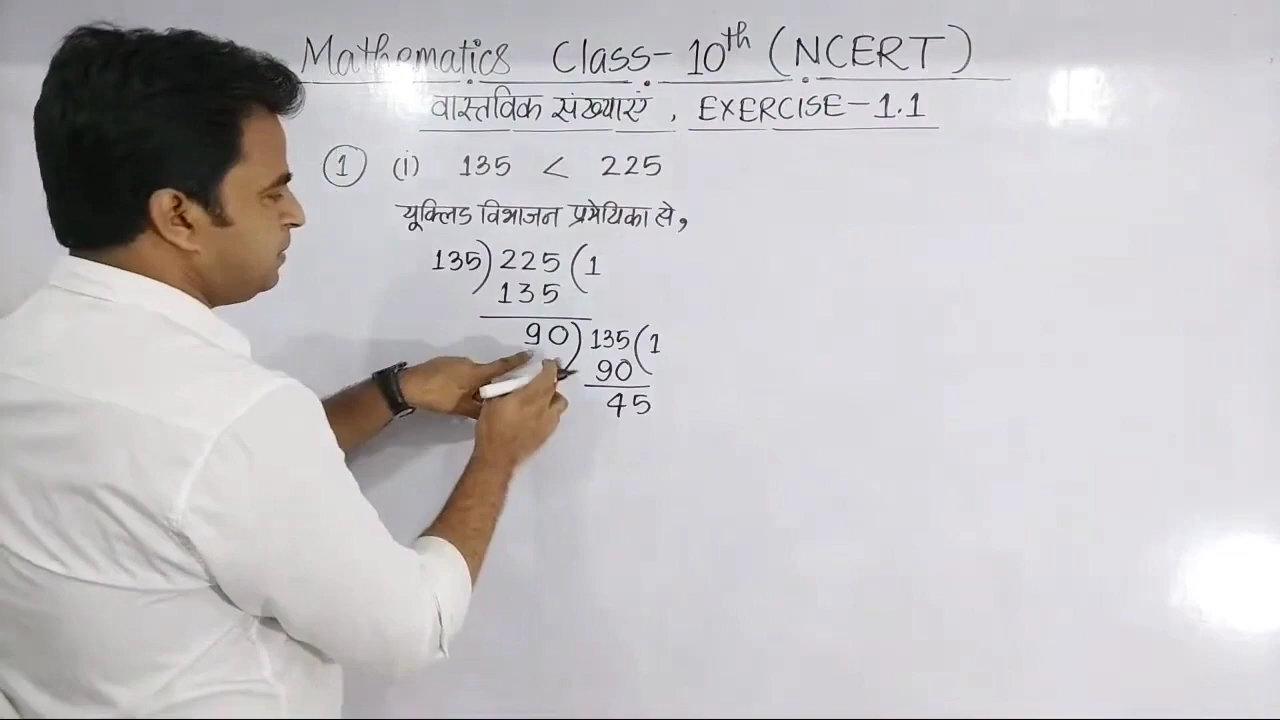 Mathematics Class-10th (NCERT)
वास्तविक संख्याएं, EXERCISE-1.1
1 (i) 135 < 225
यूक्लिड विभाजन प्रमेयिका से,
135) 225 (1
135
90) 135 (1
90
45